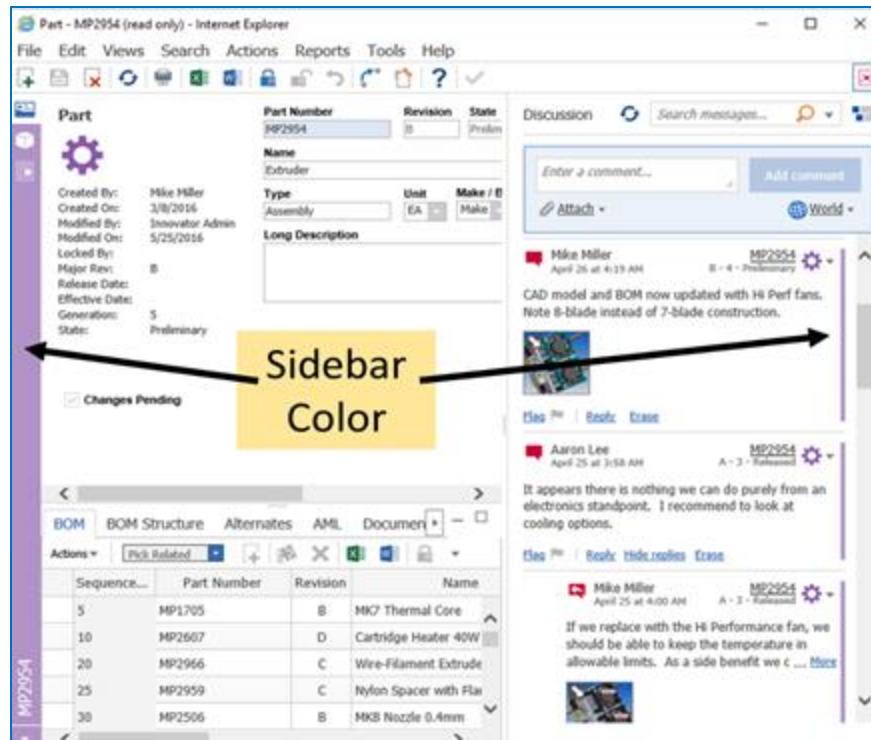 Part - MP2954 (read only) - Internet Explorer
File Edit Views Search Actions Reports Tools Help
Part
Part Number Revision State
MP2954 B Prelim
Name
Extruder
Type Unit Make / B
Assembly EA Make
Long Description
Created By: Mike Miller
Created On: 3/8/2016
Modified By: Innovator Admin
Modified On: 5/25/2016
Locked By:
Major Rev: B
Release Date:
Effective Date:
Generation: 5
State: Preliminary
Changes Pending
Sidebar
Color
BOM BOM Structure Alternates AML Documen
Actions Pick Related
Sequence... Part Number Revision Name
5 MP1705 B MK7 Thermal Core
10 MP2607 D Cartridge Heater 40W
20 MP2966 C Wire-Filament Extrude
25 MP2959 C Nylon Spacer with Fla
30 MP2506 B MK8 Nozzle 0.4mm
MP2954
Discussion Search messages...
Enter a comment... Add comment
Attach World
Mike Miller MP2954
April 26 at 4:19 AM B - 4 - Preliminary
CAD model and BOM now updated with Hi Perf fans.
Note 8-blade instead of 7-blade construction.
Flag Reply Erase
Aaron Lee MP2954
April 25 at 3:58 AM A - 3 - Released
It appears there is nothing we can do purely from an
electronics standpoint. I recommend to look at
cooling options.
Flag Reply Hide replies Erase
Mike Miller MP2954
April 25 at 4:00 AM A - 3 - Released
If we replace with the Hi Performance fan, we
should be able to keep the temperature in
allowable limits. As a side benefit we c ... More